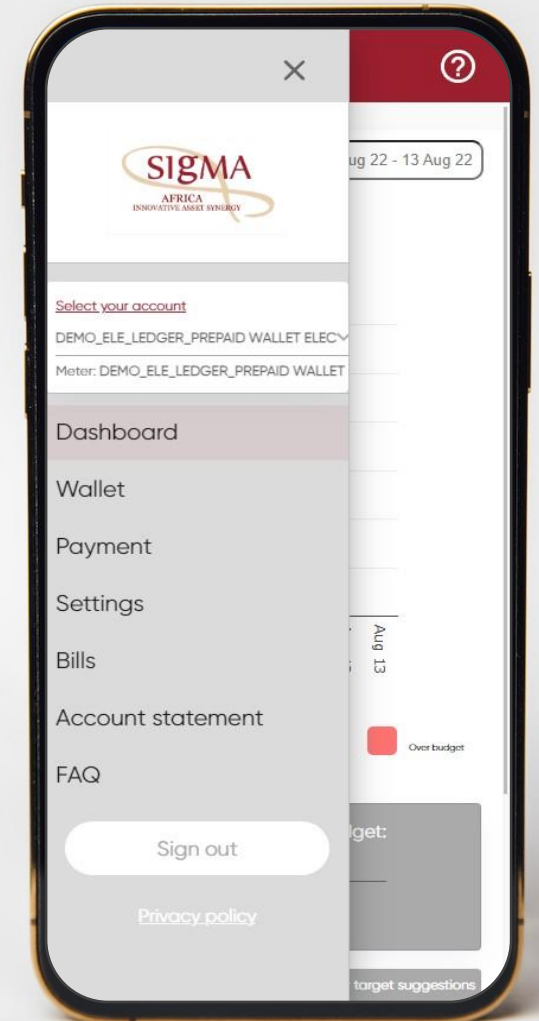 SIGMA
AFRICA
INNOVATIVE ASSET SYNERGY
ug 22 - 13 Aug 22
Select your account
DEMO_ELE_LEDGER_PREPAID WALLET ELEC
Meter: DEMO_ELE_LEDGER_PREPAID WALLET
Dashboard
Wallet
Payment
Settings
Bills
Account statement
FAQ
Sign out
Privacy policy
Aug 13
Over budget
get:
target suggestions